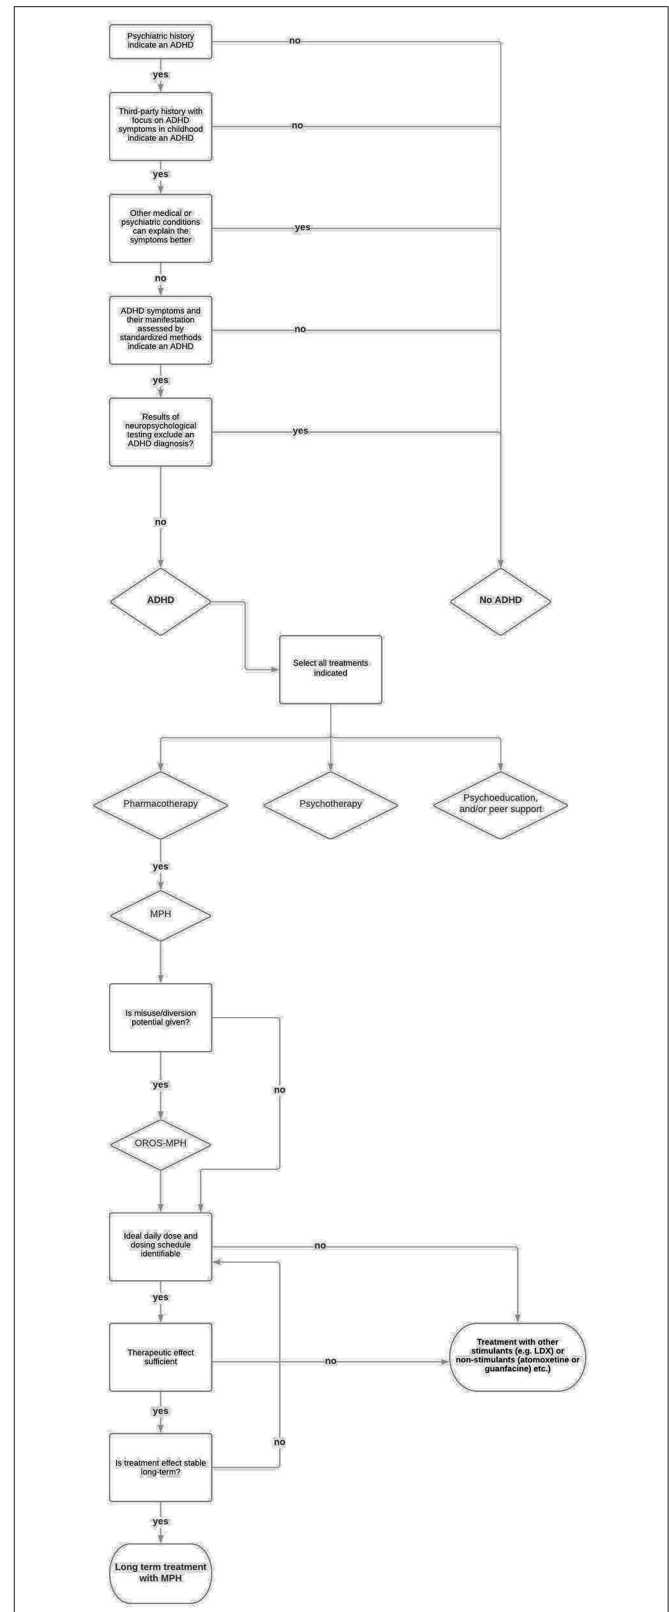 Psychiatric history
indicate an ADHD
no
yes
Third-party history with
focus on ADHD
symptoms in childhood
indicate an ADHD
no
yes
Other medical or
psychiatric conditions
can explain the
symptoms better
yes
no
ADHD symptoms and
their manifestation
assessed by
standardized methods
indicate an ADHD
no
yes
Results of
neuropsychological
testing exclude an
ADHD diagnosis?
yes
no
ADHD
No ADHD
Select all treatments
indicated
Pharmacotherapy
Psychotherapy
Psychoeducation,
and/or peer support
yes
MPH
Is misuse/diversion
potential given?
yes
no
OROS-MPH
Ideal daily dose and
dosing schedule
identifiable
no
yes
Therapeutic effect
sufficient
no
Treatment with other
stimulants (e.g. LDX) or
non-stimulants (atomoxetine or
guanfacine) etc.)
yes
no
Is treatment effect stable
long-term?
yes
Long term treatment
with MPH